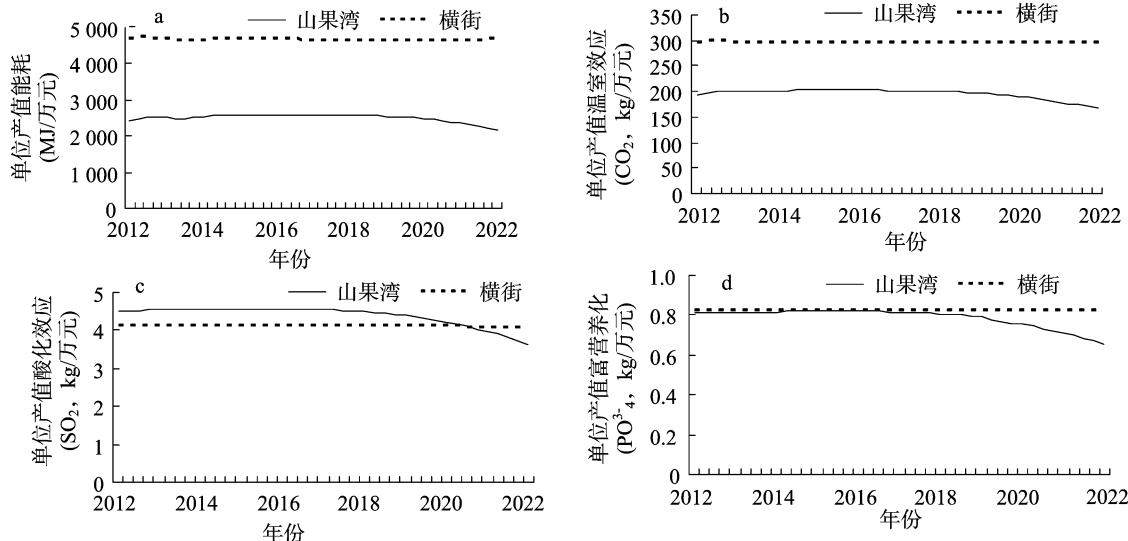 a
山果湾 横街
5 000
4 000
3 000
2 000
1 000
0
单位产值能耗
(MJ/万元)
2012 2014 2016 2018 2020 2022
年份
b
山果湾 横街
350
300
250
200
150
100
50
0
单位产值温室效应
(CO₂，kg/万元)
2012 2014 2016 2018 2020 2022
年份
c
山果湾 横街
5
4
3
4
2
1
0
单位产值酸化效应
(SO₂，kg/万元)
2012 2014 2016 2018 2020 2022
年份
d
山果湾 横街
1.0
0.8
0.6
0.4
0.2
0
单位产值富营养化
(PO³⁻₄，kg/万元)
2012 2014 2016 2018 2020 2022
年份